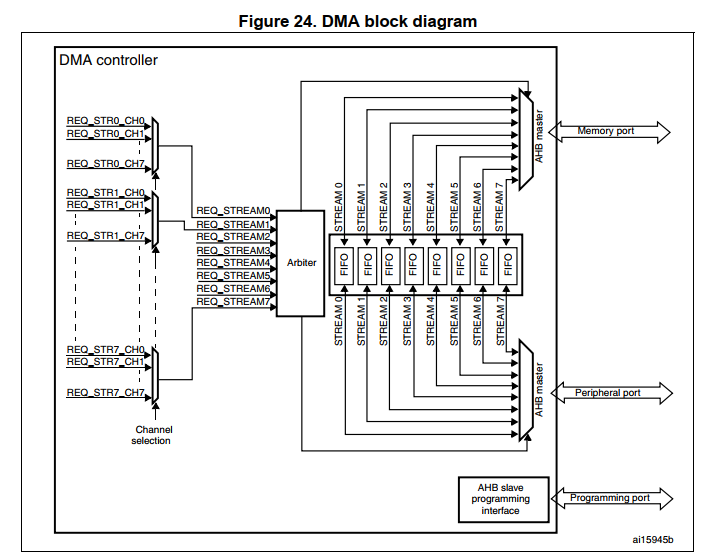 Figure 24. DMA block diagram
DMA controller
REQ_STR0_CH0
REQ_STR0_CH1
REQ_STR0_CH7
REQ_STR1_CH0
REQ_STR1_CH1
REQ_STR1_CH7
REQ_STR7_CH0
REQ_STR7_CH1
REQ_STR7_CH7
Channel
selection
REQ_STREAM0
REQ_STREAM1
REQ_STREAM2
REQ_STREAM3
REQ_STREAM4
REQ_STREAM5
REQ_STREAM6
REQ_STREAM7
Arbiter
STREAM 0
STREAM 1
STREAM 2
STREAM 3
STREAM 4
STREAM 5
STREAM 6
STREAM 7
FIFO
FIFO
FIFO
FIFO
FIFO
FIFO
FIFO
FIFO
STREAM 0
STREAM 1
STREAM 2
STREAM 3
STREAM 4
STREAM 5
STREAM 6
STREAM 7
AHB master
Memory port
AHB master
Peripheral port
AHB slave
programming
interface
Programming port
ai15945b